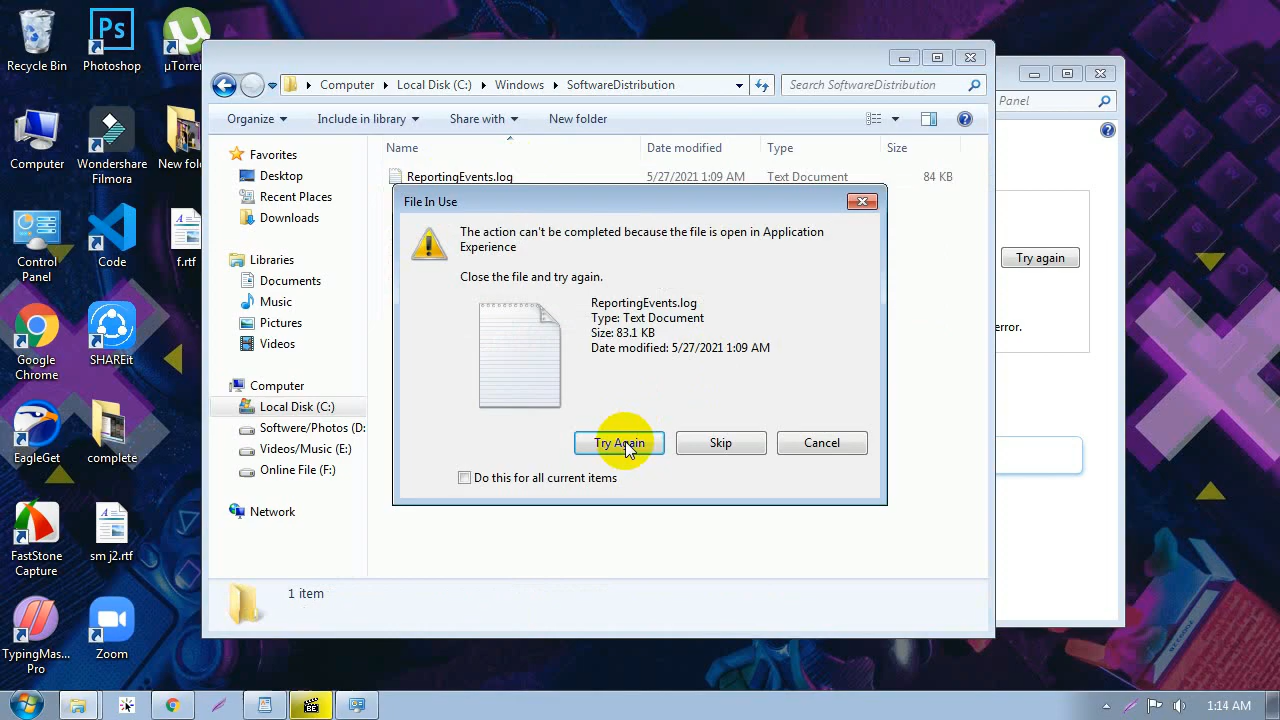 Recycle Bin
Photoshop
µTorre
Computer
Wondershare
Filmora
New fol
Control
Panel
Code
f.rtf
Google
Chrome
SHAREit
EagleGet
complete
FastStone
Capture
sm j2.rtf
TypingMas...
Pro
Zoom
Computer
Local Disk (C:)
Windows
SoftwareDistribution
Search SoftwareDistribution
Organize
Include in library
Share with
New folder
Favorites
Desktop
Recent Places
Downloads
Libraries
Documents
Music
Pictures
Videos
Computer
Local Disk (C:)
Softwere/Photos (D:
Videos/Music (E:)
Online File (F:)
Network
Name
Date modified
Type
Size
ReportingEvents.log
5/27/2021 1:09 AM
Text Document
84 KB
File In Use
The action can't be completed because the file is open in Application
Experience
Close the file and try again.
ReportingEvents.log
Type: Text Document
Size: 83.1 KB
Date modified: 5/27/2021 1:09 AM
Try Again
Skip
Cancel
Do this for all current items
1 item
Panel
Try again
error.
Ps
BE
1:14 AM